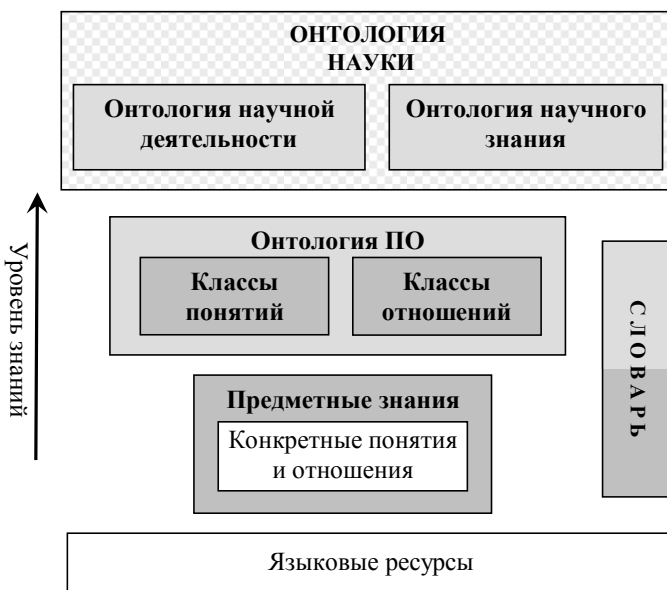 ОНТОЛОГИЯ
НАУКИ
Онтология научной
деятельности
Онтология научного
знания
Уровень знаний
Онтология ПО
Классы
понятий
Классы
отношений
СЛОВАРЬ
Предметные знания
Конкретные понятия
и отношения
Языковые ресурсы